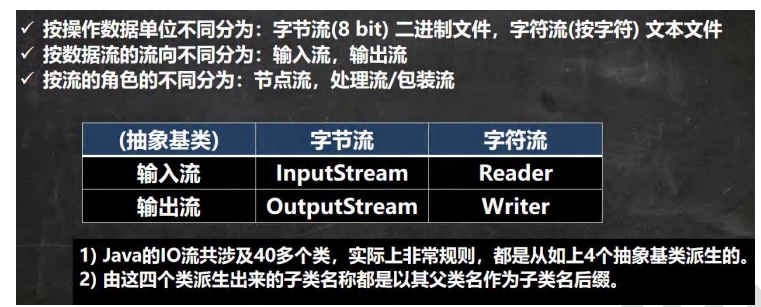 ✓ 按操作数据单位不同分为：字节流(8 bit) 二进制文件，字符流(按字符) 文本文件
✓ 按数据流的流向不同分为：输入流，输出流
✓ 按流的角色的不同分为：节点流，处理流/包装流
(抽象基类) 字节流 字符流
输入流 InputStream Reader
输出流 OutputStream Writer
1) Java的IO流共涉及40多个类，实际上非常规则，都是从如上4个抽象基类派生的。
2) 由这四个类派生出来的子类名称都是以其父类名作为子类名后缀。